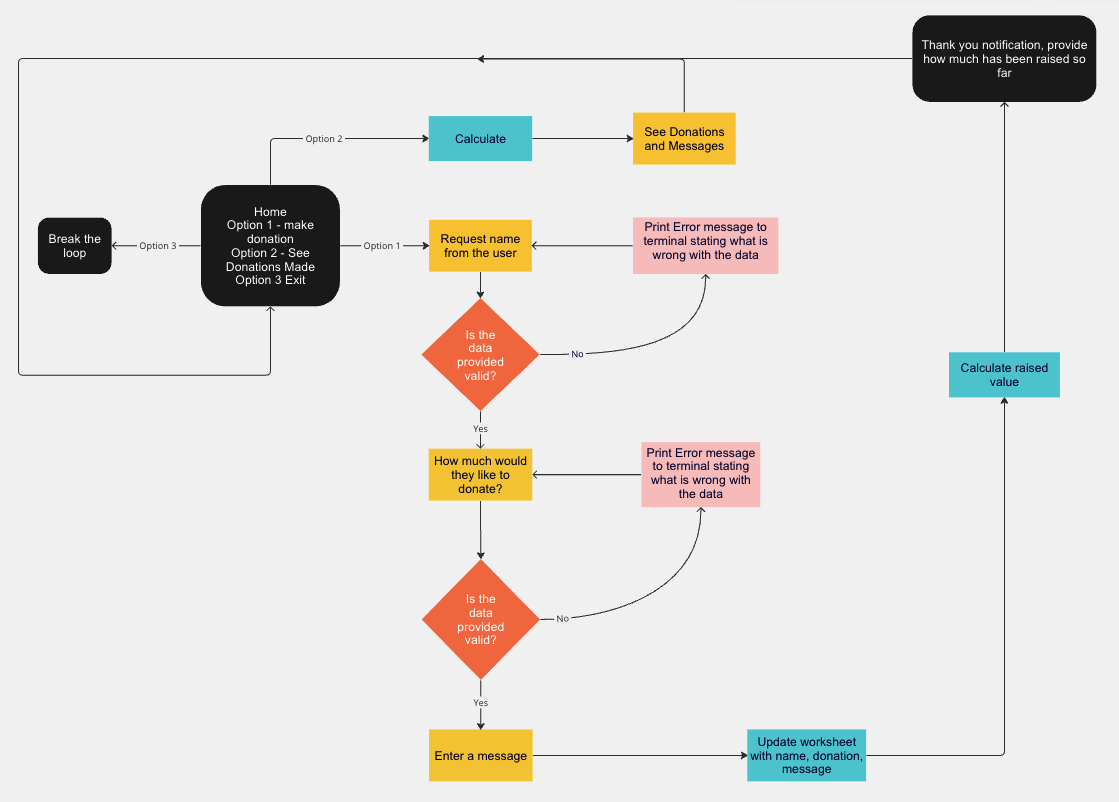 Thank you notification, provide
how much has been raised so
far
Option 2
Calculate
See Donations
and Messages
Home
Option 1 - make
donation
Option 2 - See
Donations Made
Option 3 Exit
Break the
loop
Option 3
Option 1
Request name
from the user
Print Error message to
terminal stating what is
wrong with the data
Is the
data
provided
valid?
No
Calculate raised
value
Yes
How much would
they like to
donate?
Print Error message
to terminal stating
what is wrong with
the data
Is the
data
provided
valid?
No
Yes
Enter a message
Update worksheet
with name, donation,
message